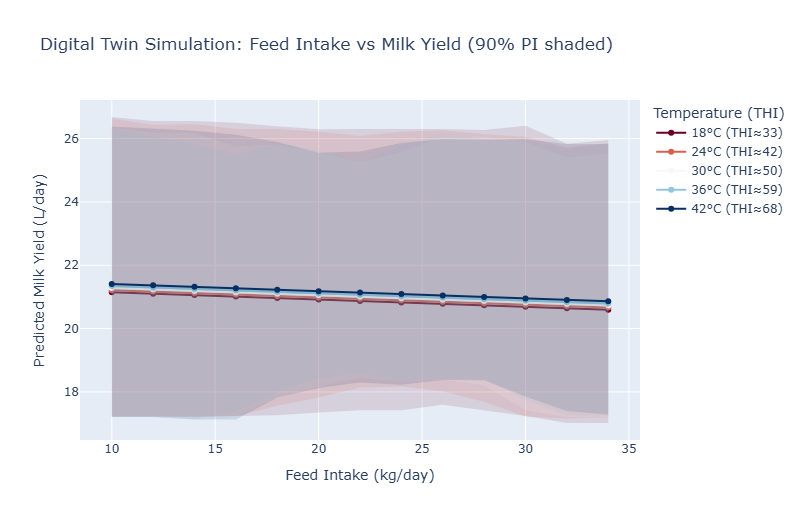 Digital Twin Simulation: Feed Intake vs Milk Yield (90% PI shaded)
Temperature (THI)
18°C (THI≈33)
24°C (THI≈42)
30°C (THI≈50)
36°C (THI≈59)
42°C (THI≈68)
Predicted Milk Yield (L/day)
26
24
22
20
18
10 15 20 25 30 35
Feed Intake (kg/day)